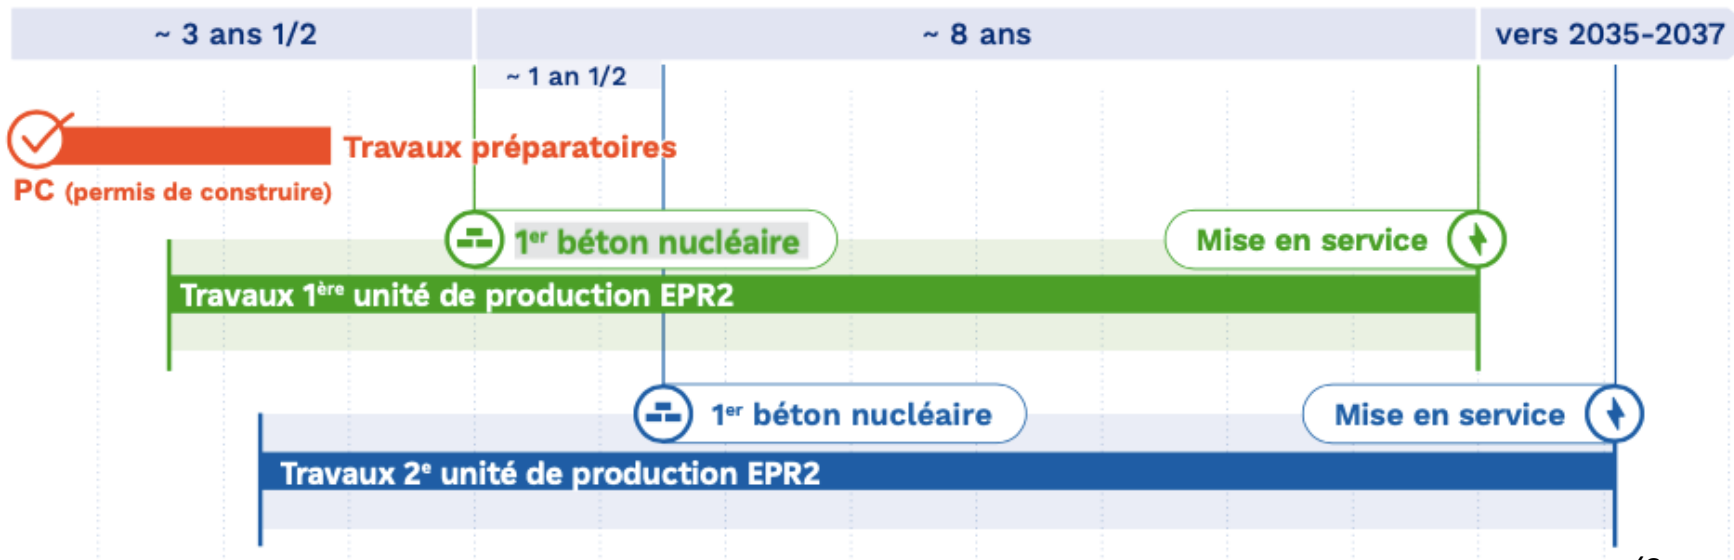 ~ 3 ans 1/2
~ 8 ans
vers 2035-2037
~ 1 an 1/2
Travaux préparatoires
PC (permis de construire)
1er béton nucléaire
Mise en service
Travaux 1ère unité de production EPR2
1er béton nucléaire
Mise en service
Travaux 2e unité de production EPR2